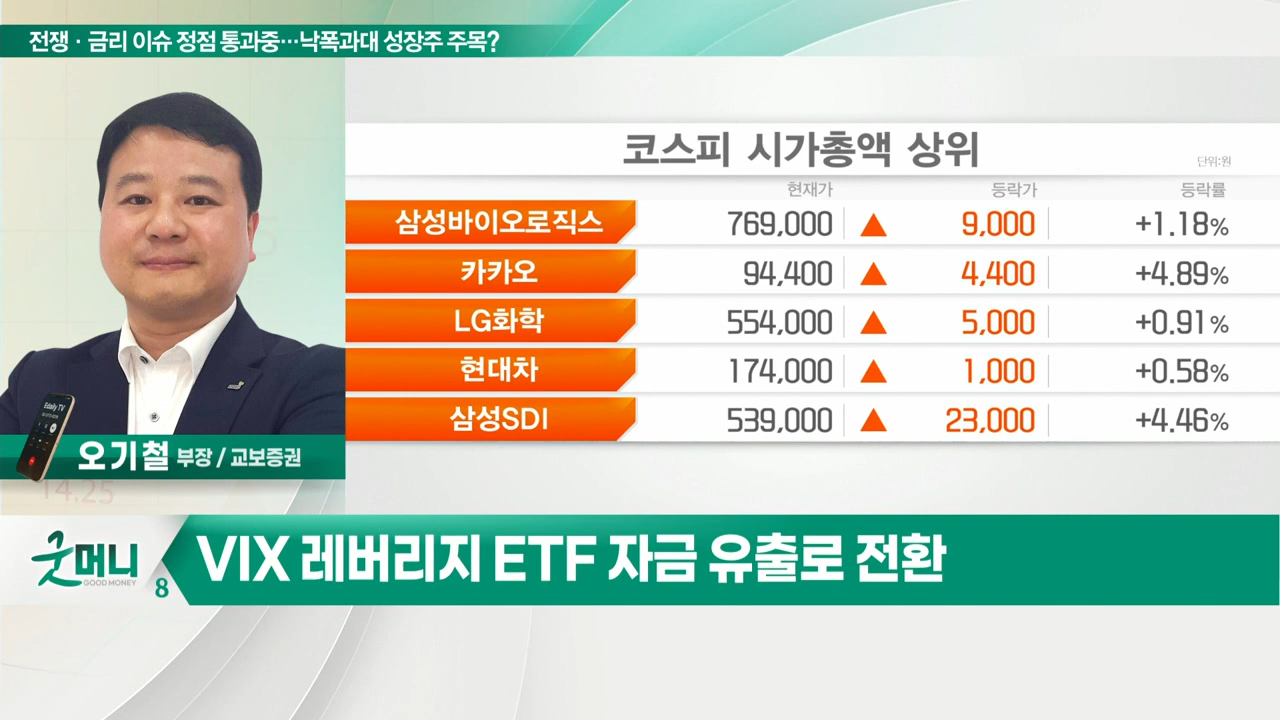 전쟁 · 금리 이슈 정점 통과중…낙폭과대 성장주 주목?
코스피 시가총액 상위
단위:원
현재가 등락가 등락률
삼성바이오로직스 769,000 ▲ 9,000 +1.18%
카카오 94,400 ▲ 4,400 +4.89%
LG화학 554,000 ▲ 5,000 +0.91%
현대차 174,000 ▲ 1,000 +0.58%
삼성SDI 539,000 ▲ 23,000 +4.46%
Edaily TV
오기철 부장 / 교보증권
14.25
굿머니
GOOD MONEY
8
VIX 레버리지 ETF 자금 유출로 전환